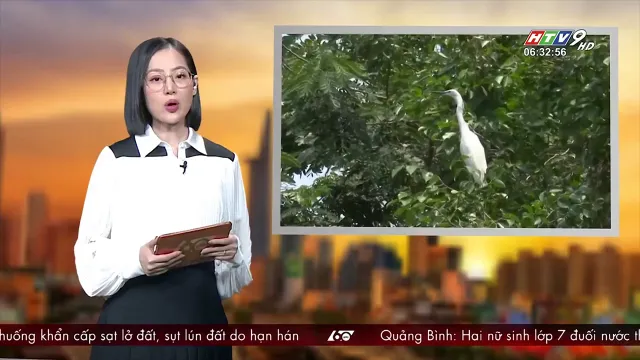 HTV9 HD
06:32:56
huống khẩn cấp sạt lở đất, sụt lún đất do hạn hán 60 Quảng Bình: Hai nữ sinh lớp 7 đuối nước t